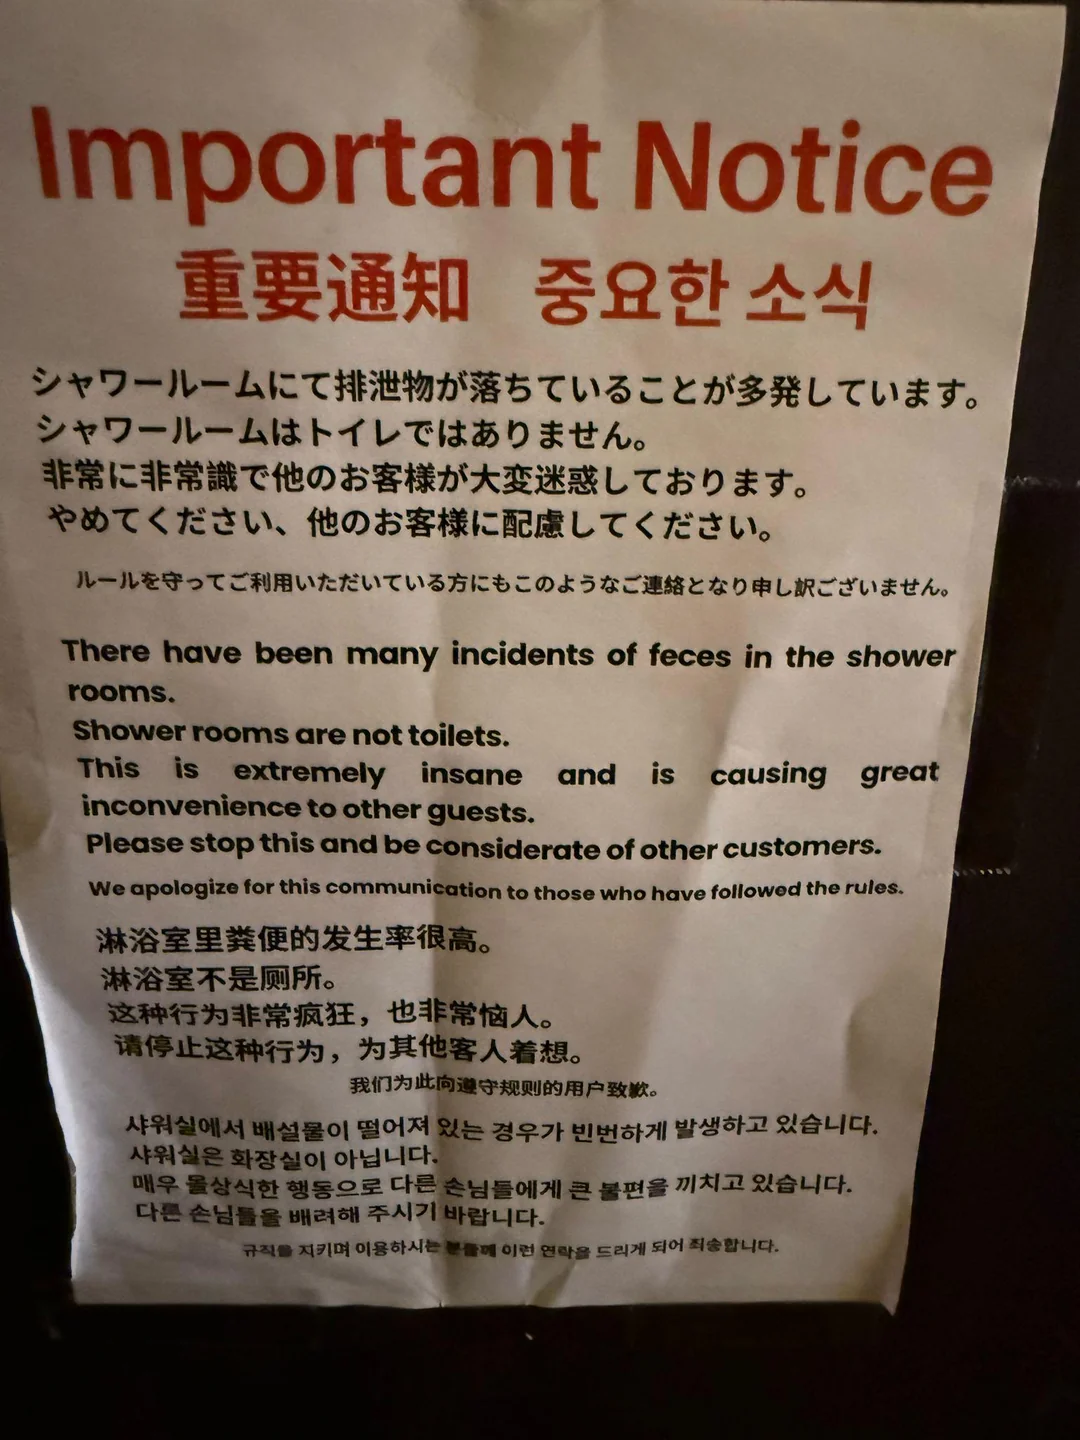 Important Notice
重要通知 중요한 소식
シャワールームにて排泄物が落ちていることが多発しています。
シャワールームはトイレではありません。
非常に非常識で他のお客様が大変迷惑しております。
やめてください、他のお客様に配慮してください。
ルールを守ってご利用いただいている方にもこのようなご連絡となり申し訳ございません。
There have been many incidents of feces in the shower
rooms.
Shower rooms are not toilets.
This is extremely insane and is causing great
inconvenience to other guests.
Please stop this and be considerate of other customers.
We apologize for this communication to those who have followed the rules.
淋浴室里粪便的发生率很高。
淋浴室不是厕所。
这种行为非常疯狂，也非常恼人。
请停止这种行为，为其他客人着想。
我们为此向遵守规则的用户致歉。
샤워실에서 배설물이 떨어져 있는 경우가 빈번하게 발생하고 있습니다.
샤워실은 화장실이 아닙니다.
매우 몰상식한 행동으로 다른 손님들에게 큰 불편을 끼치고 있습니다.
다른 손님들을 배려해 주시기 바랍니다.
규칙을 지키며 이용하시는 분들께 이런 연락을 드리게 되어 죄송합니다.